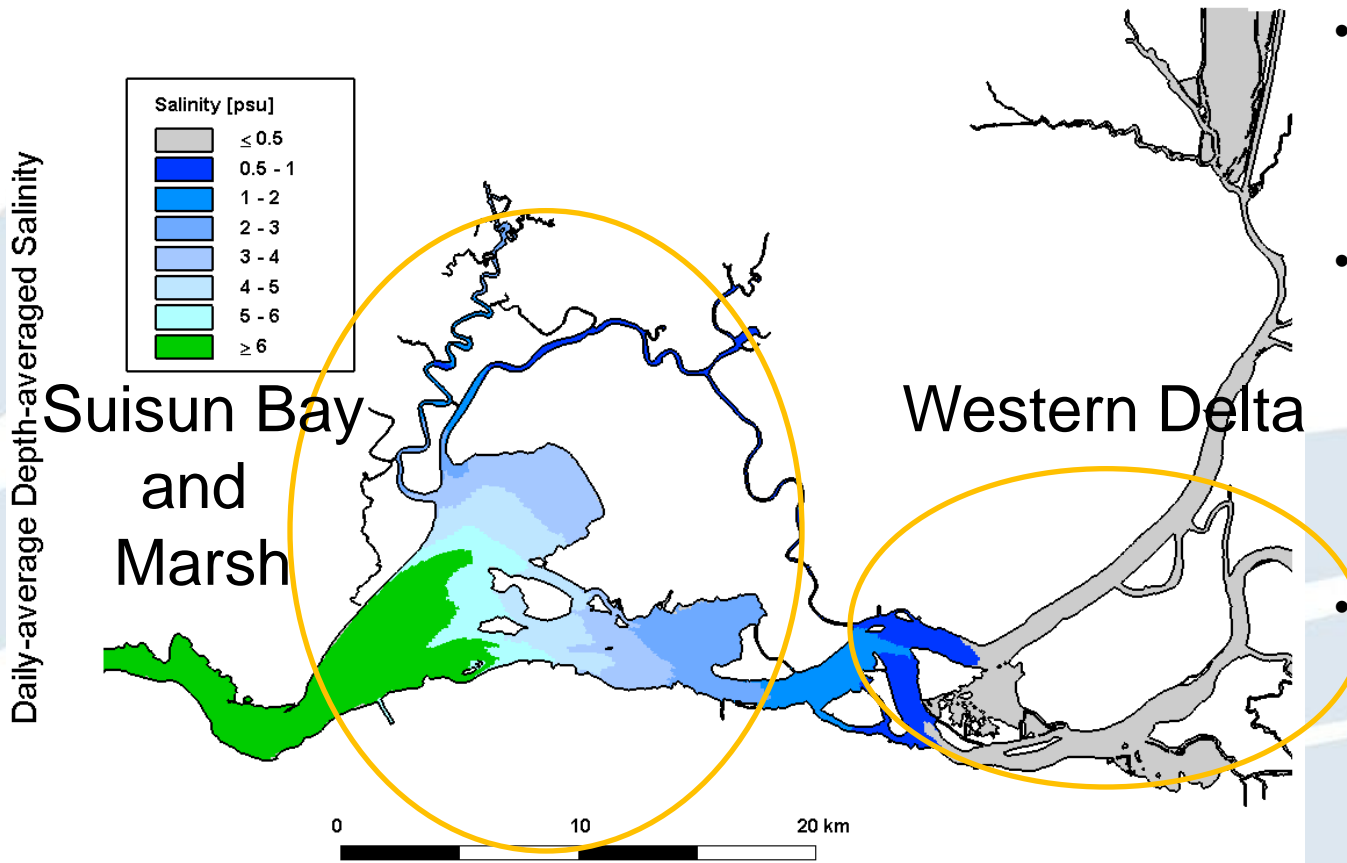 Daily-average Depth-averaged Salinity
Salinity [psu]
≤ 0.5
0.5 - 1
1 - 2
2 - 3
3 - 4
4 - 5
5 - 6
≥ 6
Suisun Bay
and
Marsh
Western Delta
0 10 20 km
•
•
•